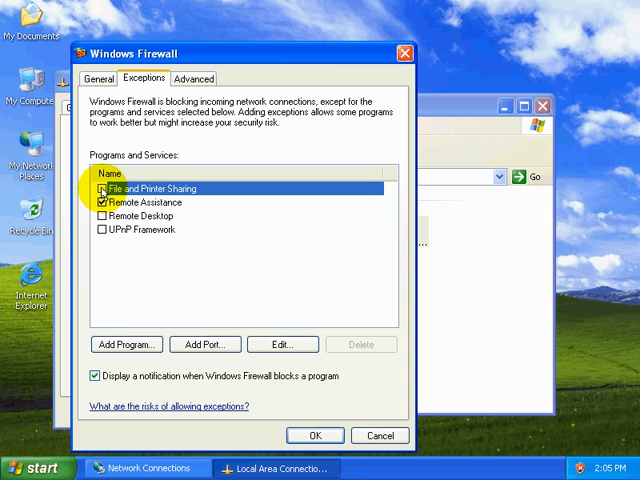 My Documents
Windows Firewall
General
Exceptions
Advanced
Windows Firewall is blocking incoming network connections, except for the
programs and services selected below. Adding exceptions allows some programs
to work better but might increase your security risk.
My Compute
Programs and Services:
Name
My Network
Places
File and Printer Sharing
Go
Remote Assistance
Remote Desktop
Recycle Bin
UPnP Framework
...
Internet
Explorer
Add Program...
Add Port...
Edit...
Delete
Display a notification when Windows Firewall blocks a program
What are the risks of allowing exceptions?
OK
Cancel
start
Network Connections
Local Area Connectio...
2:05 PM